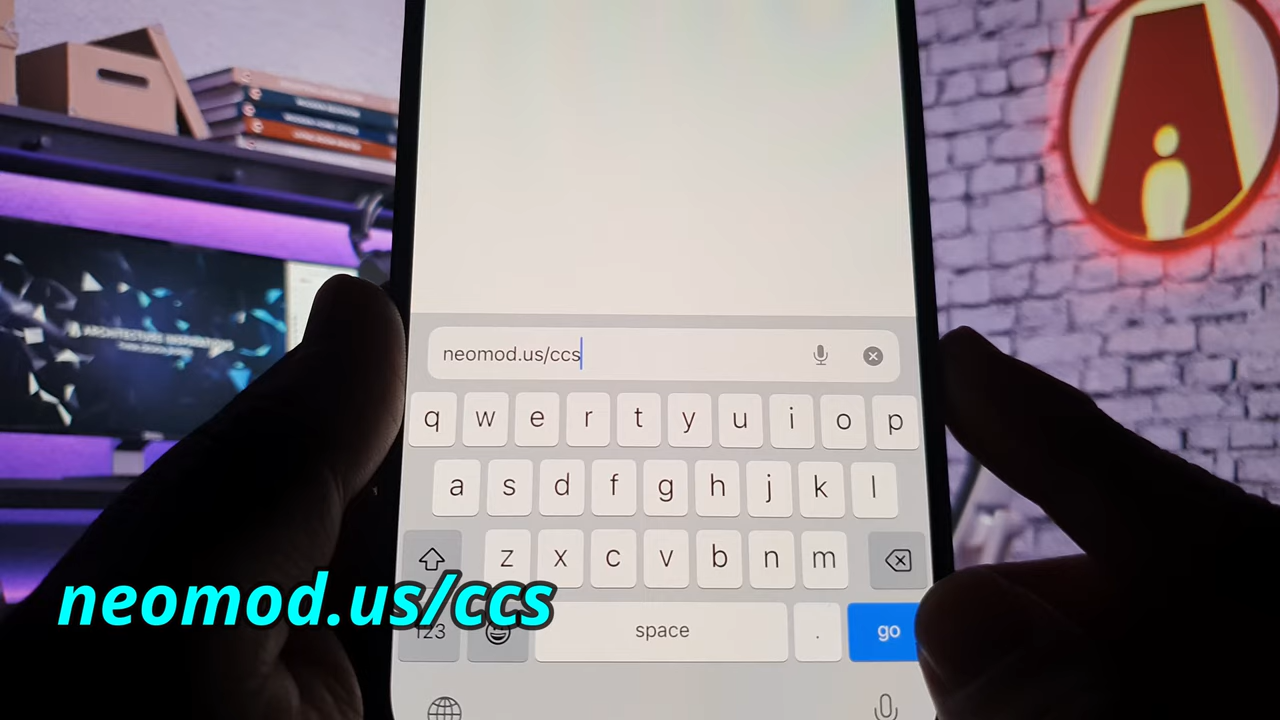 neomod.us/ccs
q w e r t y u i o p
a s d f g h j k l
z x c v b n m
123 space . go
neomod.us/ccs